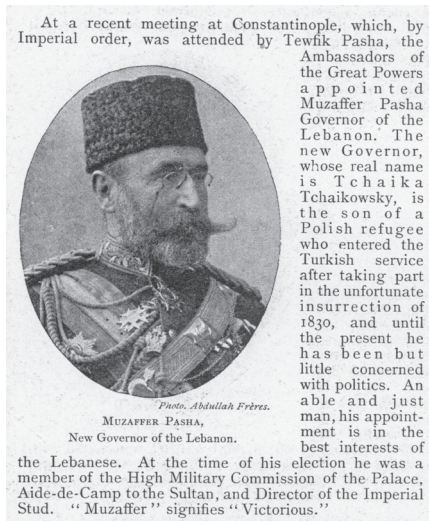 At a recent meeting at Constantinople, which, by
Imperial order, was attended by Tewfik Pasha, the
Ambassadors of
the Great Powers
appointed
Muzaffer Pasha
Governor of the
Lebanon. The
new Governor,
whose real name
is Tchaika
Tchaikowsky, is
the son of a
Polish refugee
who entered the
Turkish service
after taking part
in the unfortunate
insurrection of
1830, and until
the present he
has been but
little concerned
with politics. An
able and just
man, his appoint-
ment is in the
best interests of
Photo. Abdullah Frères.
MUZAFFER PASHA,
New Governor of the Lebanon.
the Lebanese. At the time of his election he was a
member of the High Military Commission of the Palace,
Aide-de-Camp to the Sultan, and Director of the Imperial
Stud. "Muzaffer" signifies "Victorious."